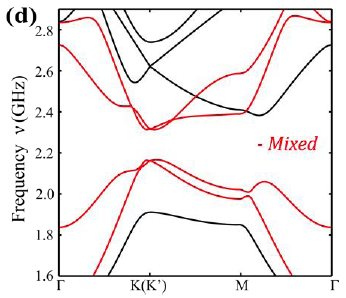 (d)
Frequency ν(GHz)
2.8
2.6
2.4
2.2
2.0
1.8
1.6
- Mixed
Γ K(K') M Γ